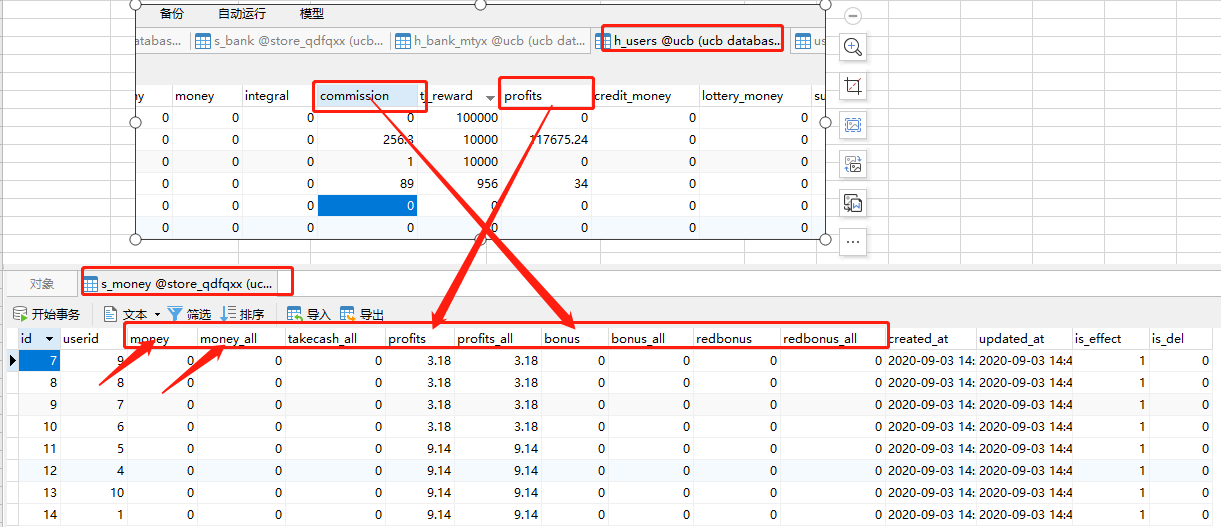 备份 自动运行 模型
atabas... s_bank @store_qdfqxx (ucb... h_bank_mtyx @ucb (ucb dat... h_users @ucb (ucb databas... us
money integral commission tj_reward profits credit_money lottery_money su
0 0 0 0 100000 0 0 0
0 0 0 256.3 10000 117675.24 0 0
0 0 0 1 10000 0 0 0
0 0 0 89 956 34 0 0
0 0 0 0 0 0 0 0
0 0 0 0 0 0 0 0
对象 s_money @store_qdfqxx (uc...
开始事务 文本 筛选 排序 导入 导出
id userid money money_all takecash_all profits profits_all bonus bonus_all redbonus redbonus_all created_at updated_at is_effect is_del
7 9 0 0 0 3.18 3.18 0 0 0 0 2020-09-03 14:4 2020-09-03 14:4 1 0
8 8 0 0 0 3.18 3.18 0 0 0 0 2020-09-03 14:4 2020-09-03 14:4 1 0
9 7 0 0 0 3.18 3.18 0 0 0 0 2020-09-03 14:4 2020-09-03 14:4 1 0
10 6 0 0 0 3.18 3.18 0 0 0 0 2020-09-03 14:4 2020-09-03 14:4 1 0
11 5 0 0 0 9.14 9.14 0 0 0 0 2020-09-03 14:4 2020-09-03 14:4 1 0
12 4 0 0 0 9.14 9.14 0 0 0 0 2020-09-03 14:4 2020-09-03 14:4 1 0
13 10 0 0 0 9.14 9.14 0 0 0 0 2020-09-03 14:4 2020-09-03 14:4 1 0
14 1 0 0 0 9.14 9.14 0 0 0 0 2020-09-03 14:4 2020-09-03 14:4 1 0